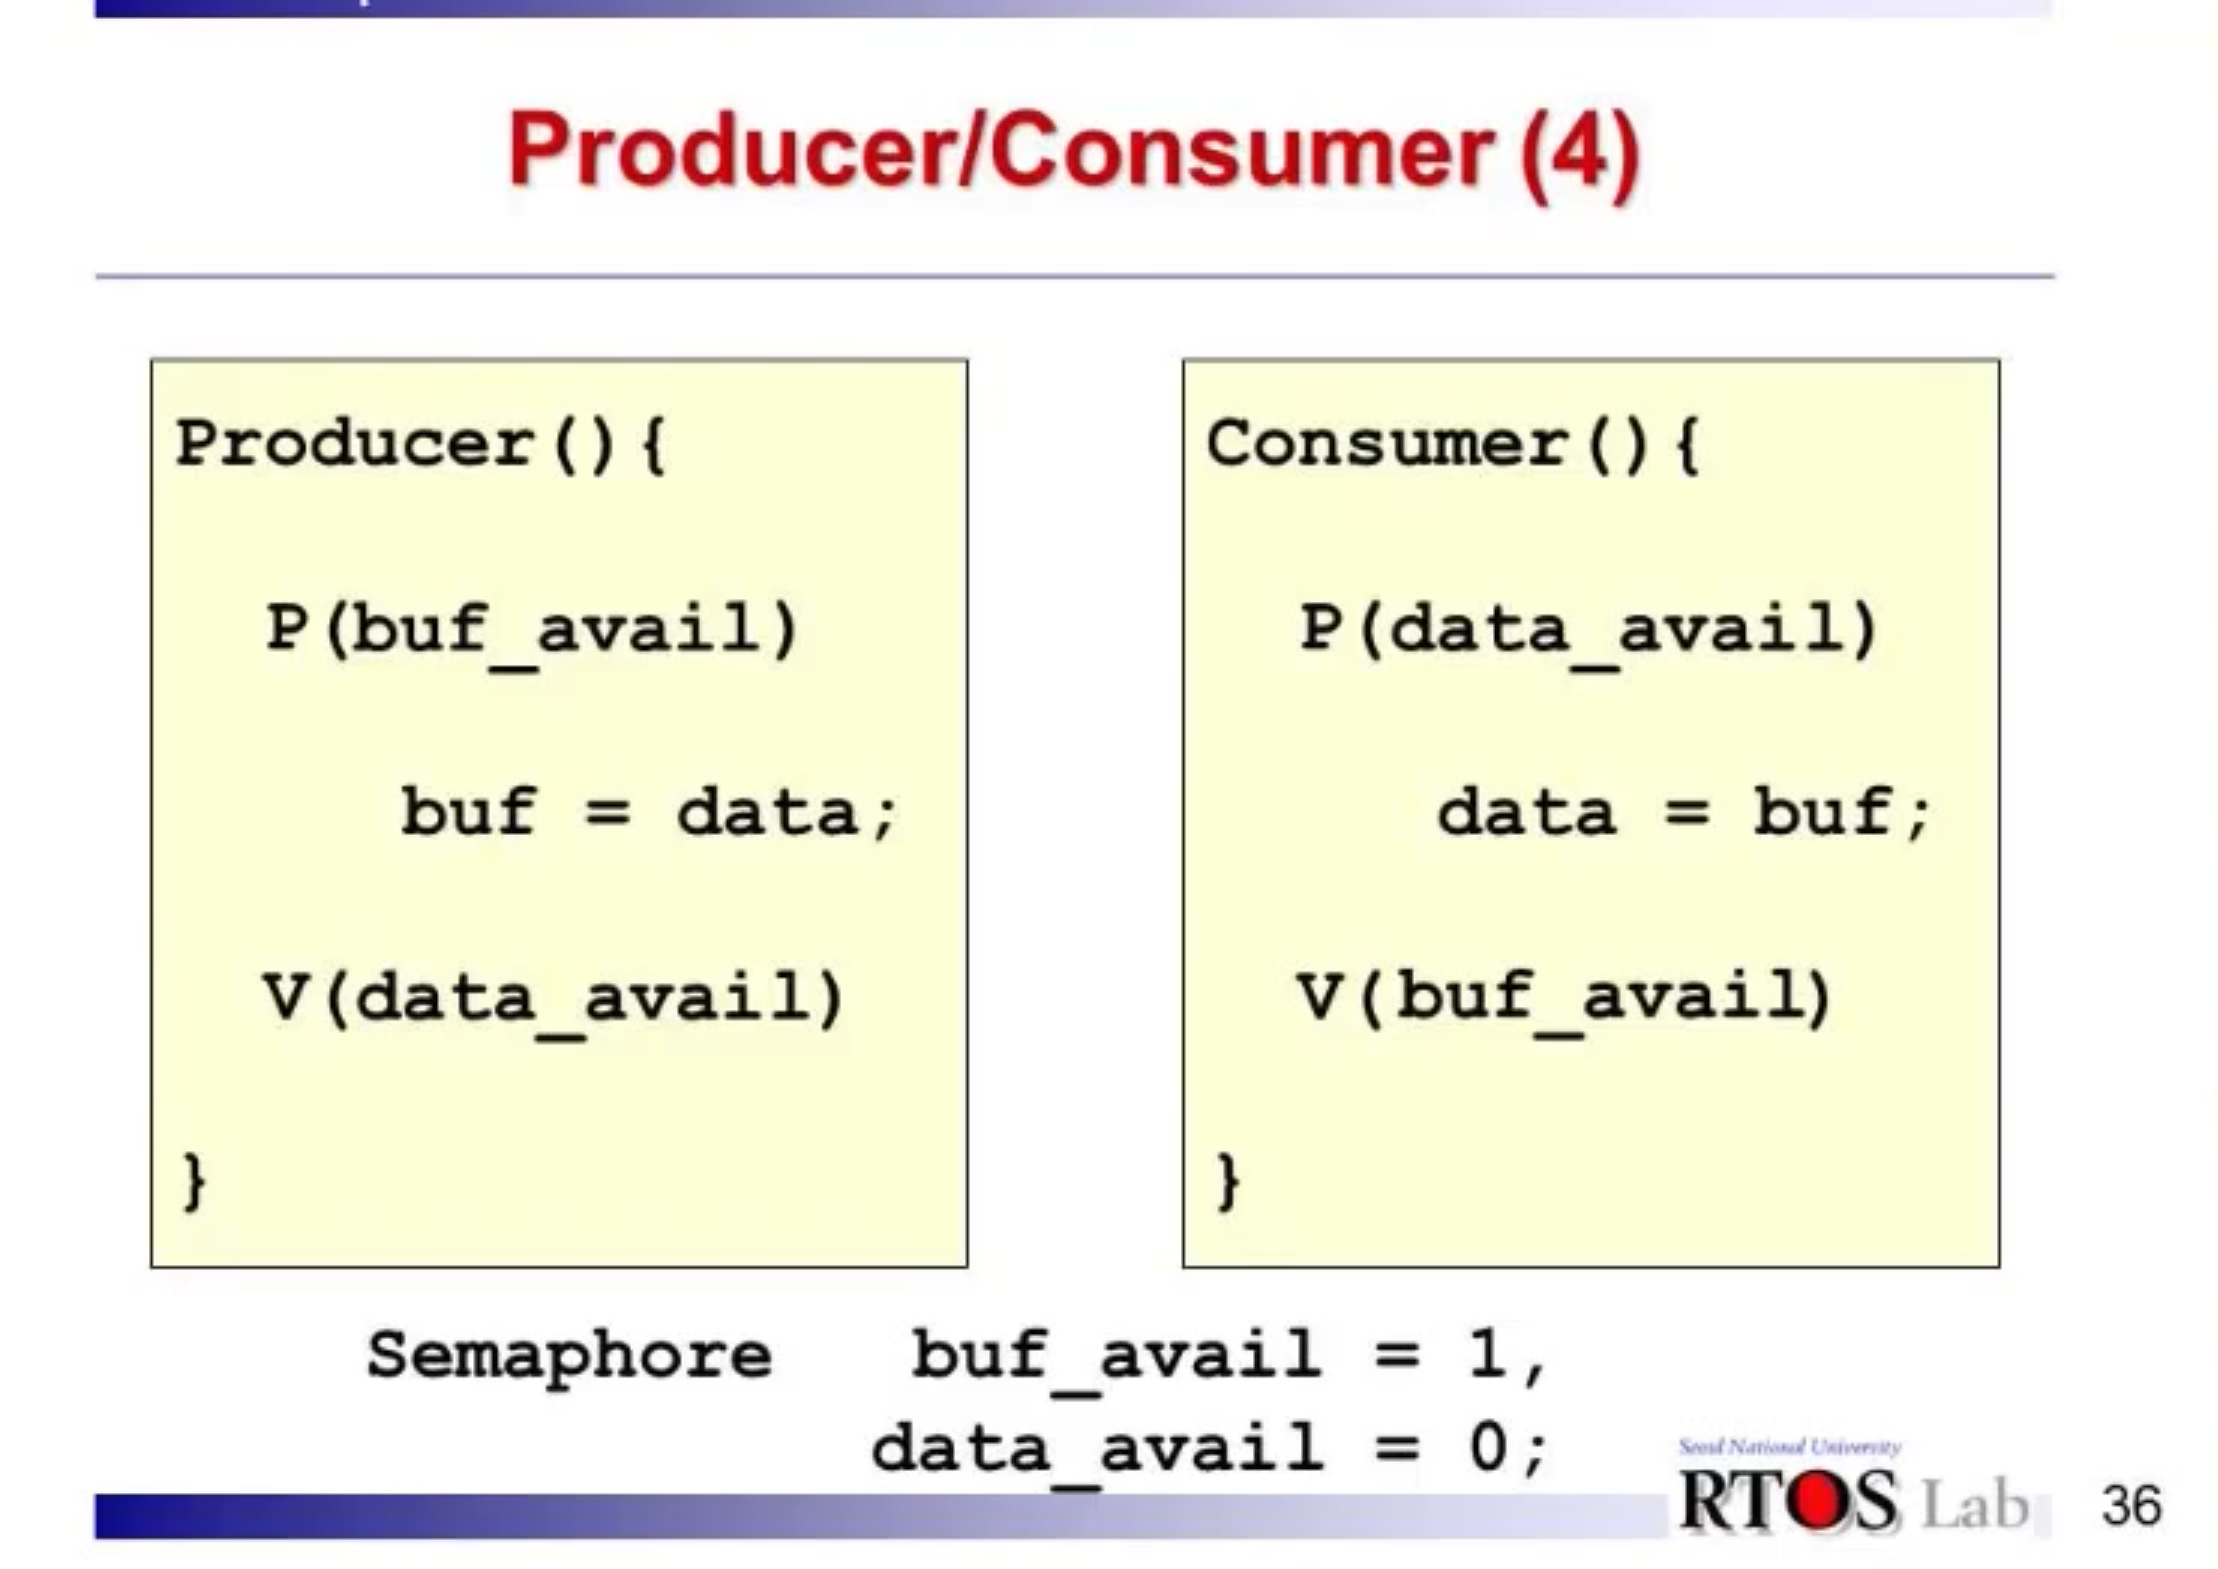 Producer/Consumer (4)
Producer(){
P(buf_avail)
buf = data;
V(data_avail)
}
Consumer(){
P(data_avail)
data = buf;
V(buf_avail)
}
Semaphore buf_avail = 1,
data_avail = 0;
Seoul National University
RTOS Lab
36